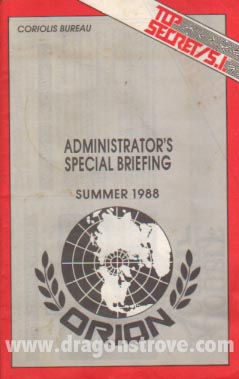 CORIOLIS BUREAU
TOP
SECRET/S.I.
ADMINISTRATOR'S
SPECIAL BRIEFING
SUMMER 1988
ORION
www.dragonstrove.com